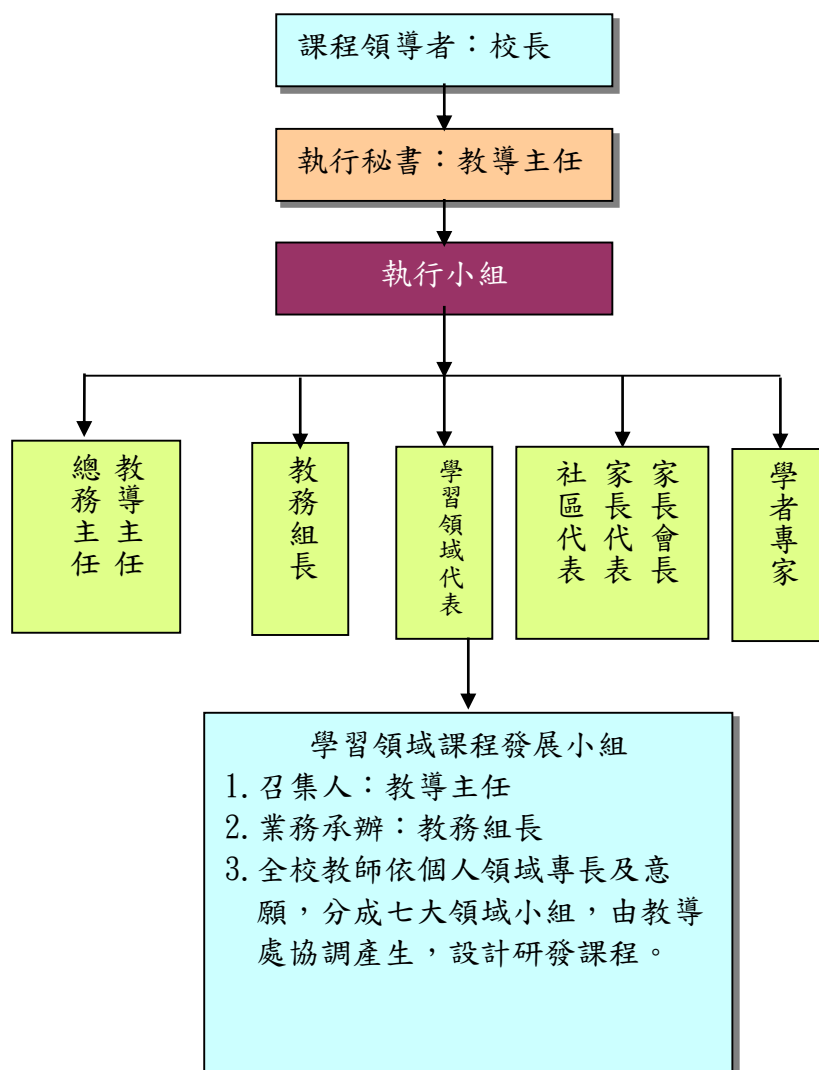 課程領導者：校長
執行秘書：教導主任
執行小組
教導主任
總務主任
教務組長
學習領域代表
家長會長
家長代表
社區代表
學者專家
學習領域課程發展小組
1.召集人：教導主任
2.業務承辦：教務組長
3.全校教師依個人領域專長及意
願，分成七大領域小組，由教導
處協調產生，設計研發課程。